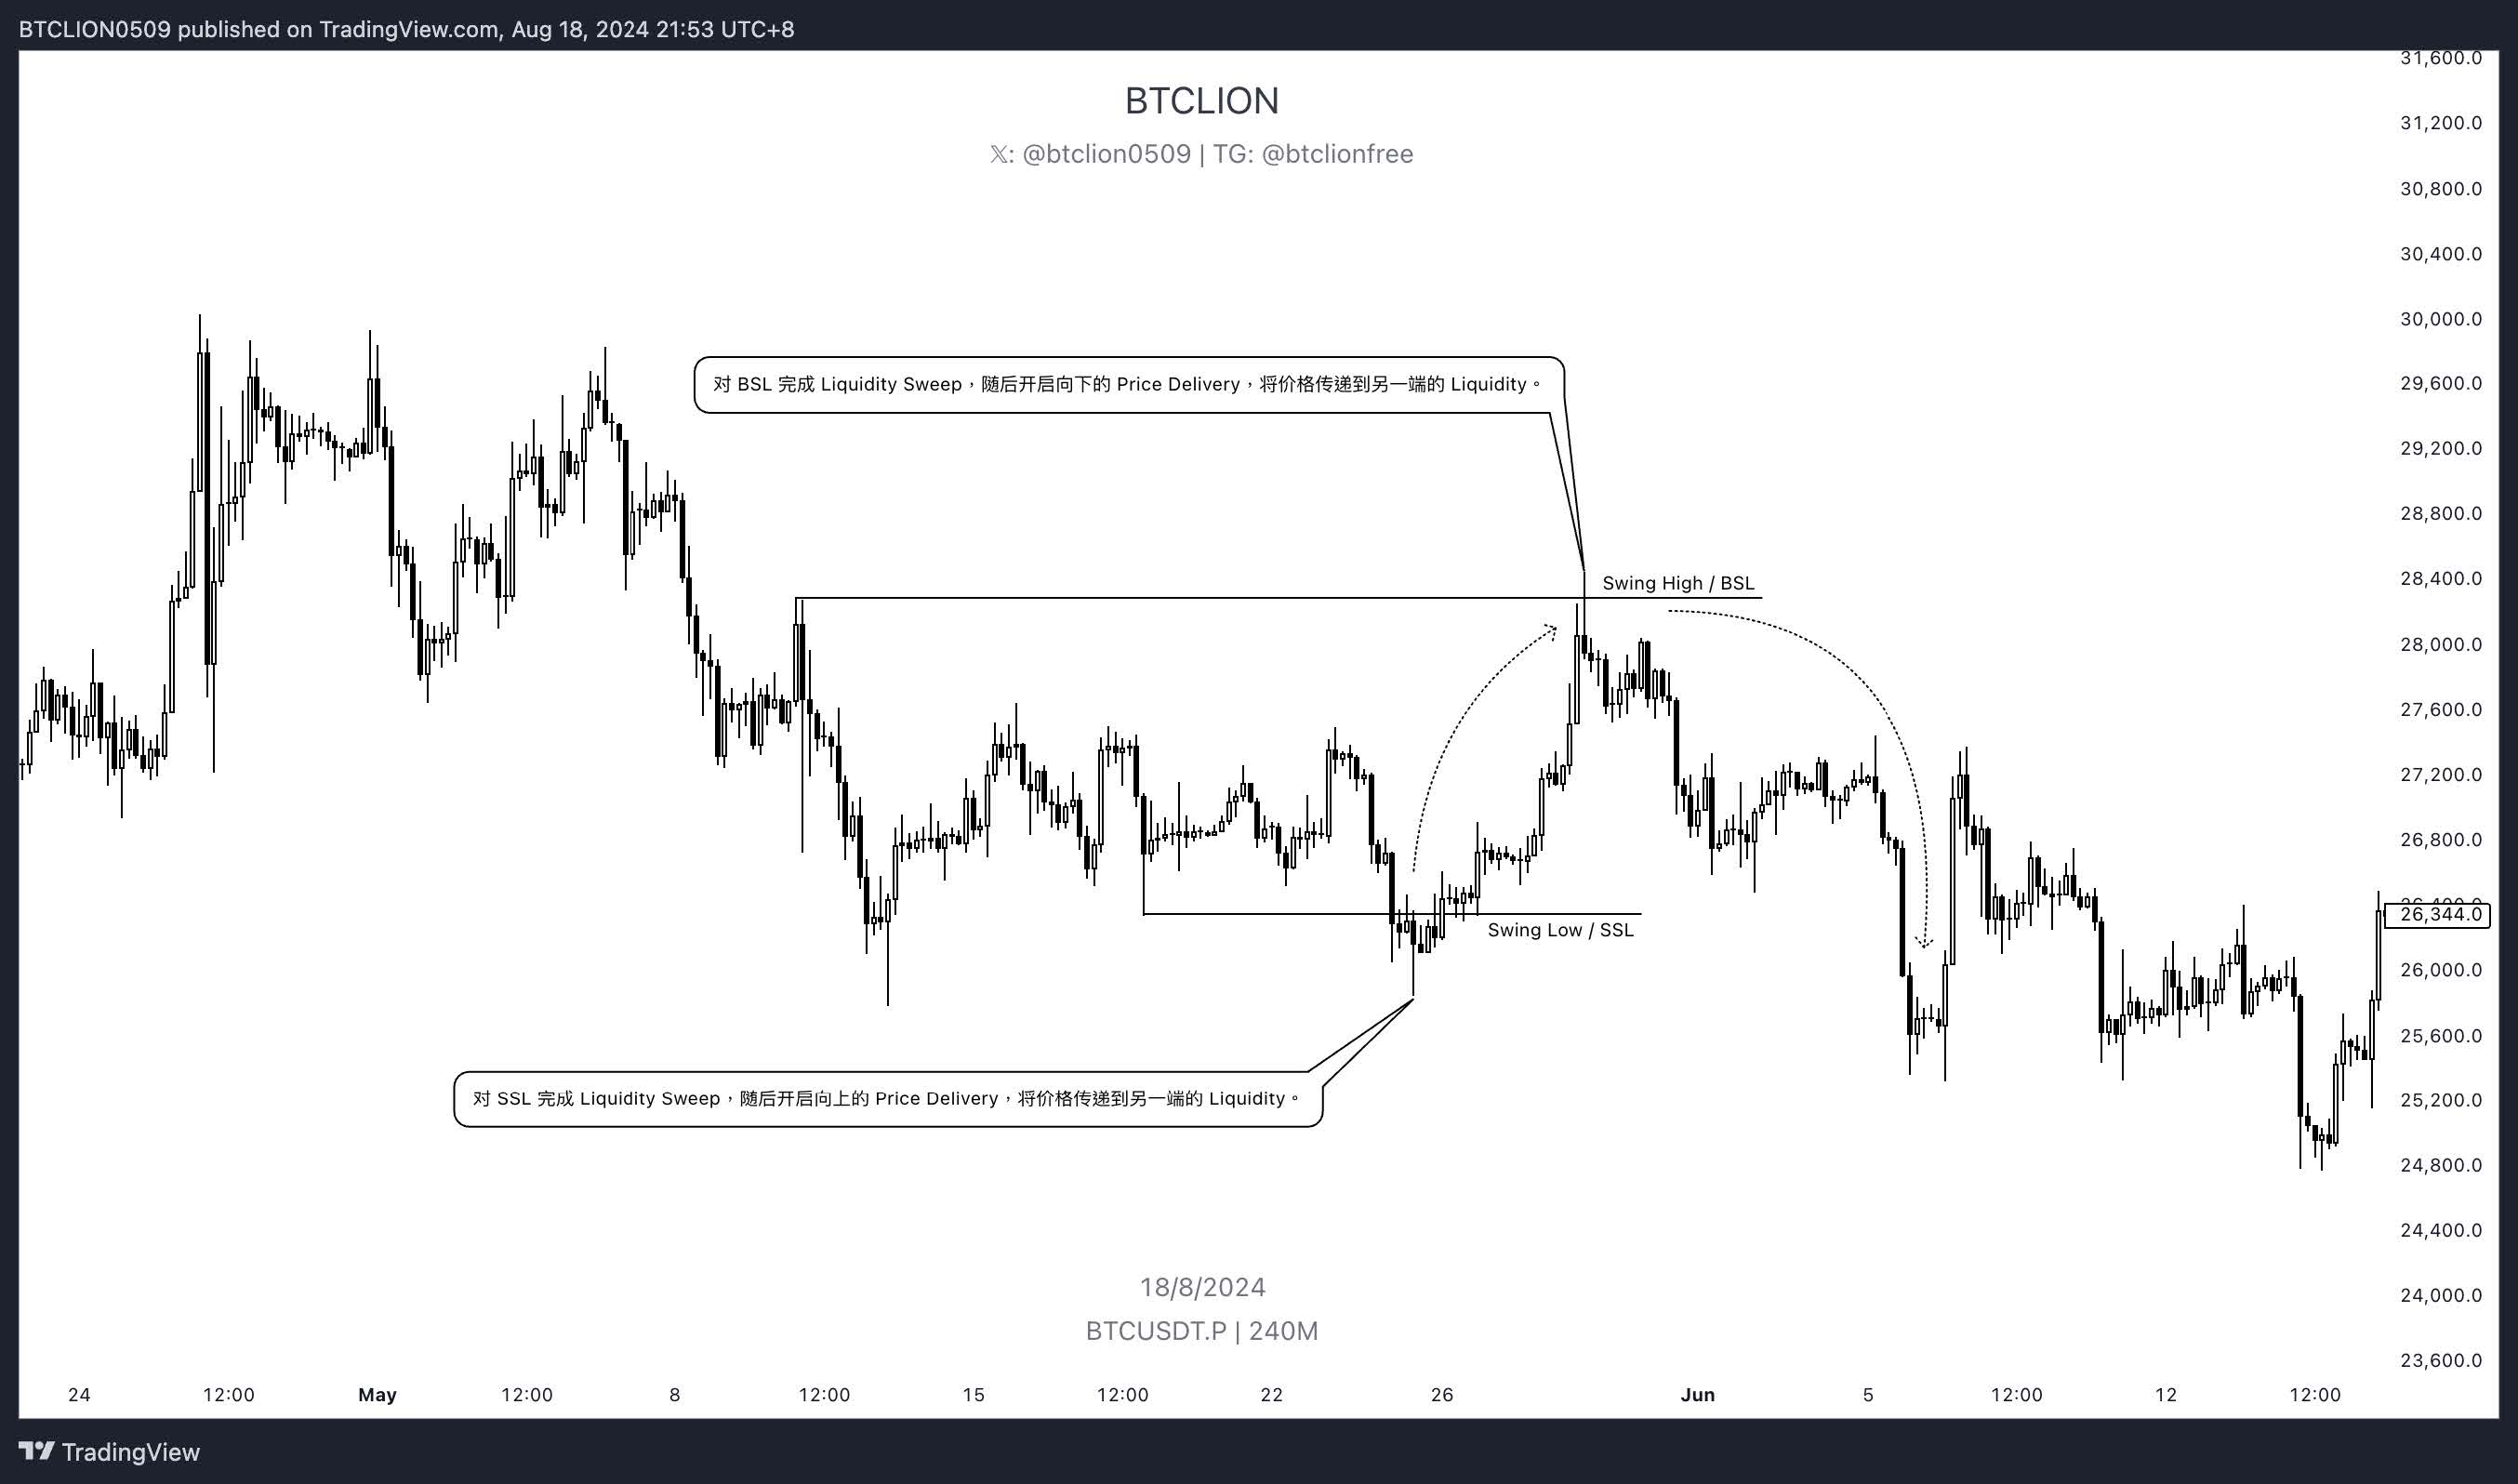 BTCLION0509 published on TradingView.com, Aug 18, 2024 21:53 UTC+8
BTCLION
𝕏: @btclion0509 | TG: @btclionfree
对 BSL 完成 Liquidity Sweep，随后开启向下的 Price Delivery，将价格传递到另一端的 Liquidity。
Swing High / BSL
Swing Low / SSL
对 SSL 完成 Liquidity Sweep，随后开启向上的 Price Delivery，将价格传递到另一端的 Liquidity。
18/8/2024
BTCUSDT.P | 240M
31,600.0
31,200.0
30,800.0
30,400.0
30,000.0
29,600.0
29,200.0
28,800.0
28,400.0
28,000.0
27,600.0
27,200.0
26,800.0
26,400.0
26,344.0
26,000.0
25,600.0
25,200.0
24,800.0
24,400.0
24,000.0
23,600.0
24 12:00 May 12:00 8 12:00 15 12:00 22 26 Jun 5 12:00 12 12:00
TradingView